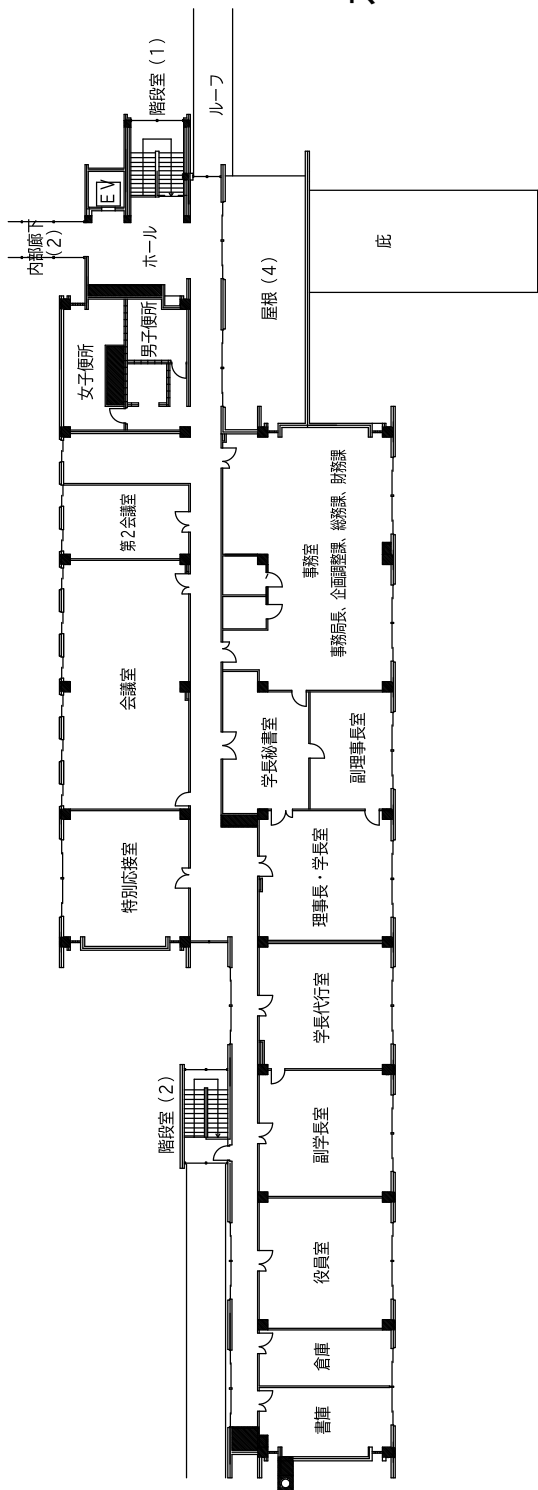 階段室(1)
ルーフ
EV
内部廊下
(2)
ホール
庇
屋根(4)
男子便所
女子便所
第2会議室
事務室
事務局長、企画調整課、総務課、財務課
会議室
学長秘書室
副理事長室
特別応接室
理事長・学長室
学長代行室
階段室(2)
副学長室
役員室
倉庫
書庫